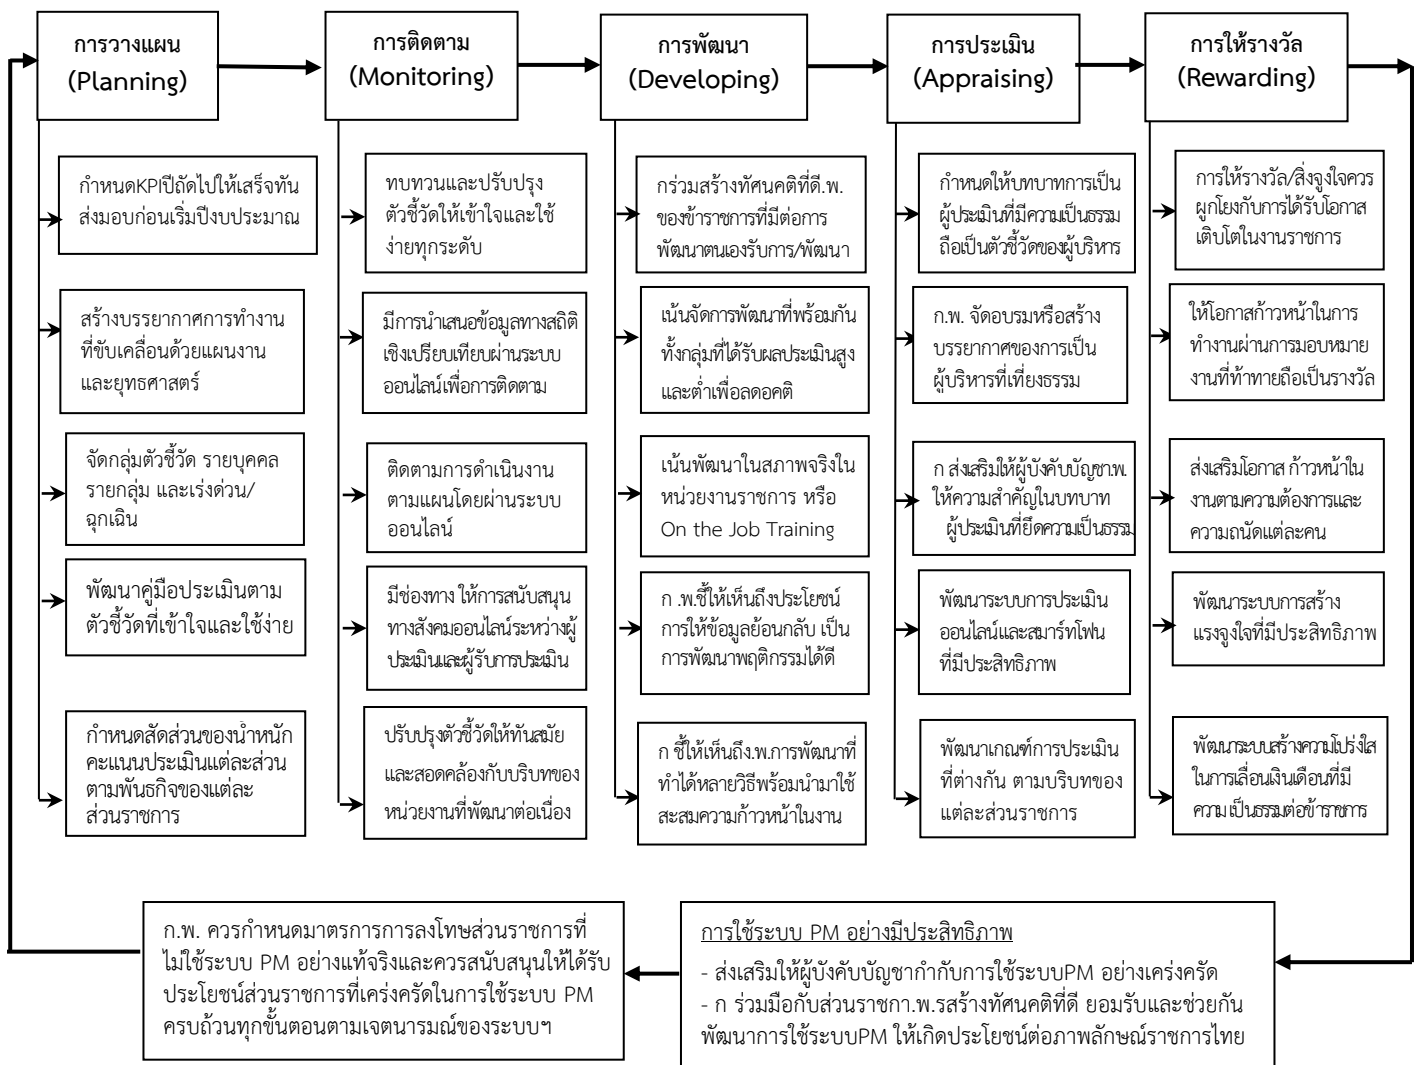 การวางแผน
(Planning)
การติดตาม
(Monitoring)
การพัฒนา
(Developing)
การประเมิน
(Appraising)
การให้รางวัล
(Rewarding)
กำหนดKPIปีถัดไปให้เสร็จทัน
ส่งมอบก่อนเริ่มปีงบประมาณ
สร้างบรรยากาศการทำงาน
ที่ขับเคลื่อนด้วยแผนงาน
และยุทธศาสตร์
จัดกลุ่มตัวชี้วัด รายบุคคล
รายกลุ่ม และเร่งด่วน/
ฉุกเฉิน
พัฒนาคู่มือประเมินตาม
ตัวชี้วัดที่เข้าใจและใช้ง่าย
กำหนดสัดส่วนของน้ำหนัก
คะแนนประเมินแต่ละส่วน
ตามพันธกิจของแต่ละ
ส่วนราชการ
ทบทวนและปรับปรุง
ตัวชี้วัดให้เข้าใจและใช้
ง่ายทุกระดับ
มีการนำเสนอข้อมูลทางสถิติ
เชิงเปรียบเทียบผ่านระบบ
ออนไลน์เพื่อการติดตาม
ติดตามการดำเนินงาน
ตามแผนโดยผ่านระบบ
ออนไลน์
มีช่องทาง ให้การสนับสนุน
ทางสังคมออนไลน์ระหว่างผู้
ประเมินและผู้รับการประเมิน
ปรับปรุงตัวชี้วัดให้ทันสมัย
และสอดคล้องกับบริบทของ
หน่วยงานที่พัฒนาต่อเนื่อง
กร่วมสร้างทัศนคติที่ดี.พ.
ของข้าราชการที่มีต่อการ
พัฒนาตนเองรับการ/พัฒนา
เน้นจัดการพัฒนาที่พร้อมกัน
ทั้งกลุ่มที่ได้รับผลประเมินสูง
และต่ำเพื่อลดอคติ
เน้นพัฒนาในสภาพจริงใน
หน่วยงานราชการ หรือ
On the Job Training
ก .พ.ชี้ให้เห็นถึงประโยชน์
การให้ข้อมูลย้อนกลับ เป็น
การพัฒนาพฤติกรรมได้ดี
ก ชี้ให้เห็นถึง.พ.การพัฒนาที่
ทำได้หลายวิธีพร้อมนำมาใช้
สะสมความก้าวหน้าในงาน
กำหนดให้บทบาทการเป็น
ผู้ประเมินที่มีความเป็นธรรม
ถือเป็นตัวชี้วัดของผู้บริหาร
ก.พ. จัดอบรมหรือสร้าง
บรรยากาศของการเป็น
ผู้บริหารที่เที่ยงธรรม
ก ส่งเสริมให้ผู้บังคับบัญชา.พ.
ให้ความสำคัญในบทบาท
ผู้ประเมินที่ยึดความเป็นธรรม
พัฒนาระบบการประเมิน
ออนไลน์และสมาร์ทโฟน
ที่มีประสิทธิภาพ
พัฒนาเกณฑ์การประเมิน
ที่ต่างกัน ตามบริบทของ
แต่ละส่วนราชการ
การให้รางวัล/สิ่งจูงใจควร
ผูกโยงกับการได้รับโอกาส
เติบโตในงานราชการ
ให้โอกาสก้าวหน้าในการ
ทำงานผ่านการมอบหมาย
งานที่ท้าทายถือเป็นรางวัล
ส่งเสริมโอกาส ก้าวหน้าใน
งานตามความต้องการและ
ความถนัดแต่ละคน
พัฒนาระบบการสร้าง
แรงจูงใจที่มีประสิทธิภาพ
พัฒนาระบบสร้างความโปร่งใส
ในการเลื่อนเงินเดือนที่มี
ความ เป็นธรรมต่อข้าราชการ
ก.พ. ควรกำหนดมาตรการการลงโทษส่วนราชการที่
ไม่ใช้ระบบ PM อย่างแท้จริงและควรสนับสนุนให้ได้รับ
ประโยชน์ส่วนราชการที่เคร่งครัดในการใช้ระบบ PM
ครบถ้วนทุกขั้นตอนตามเจตนารมณ์ของระบบฯ
การใช้ระบบ PM อย่างมีประสิทธิภาพ
- ส่งเสริมให้ผู้บังคับบัญชากำกับการใช้ระบบPM อย่างเคร่งครัด
- ก ร่วมมือกับส่วนราชกา.พ.รสร้างทัศนคติที่ดี ยอมรับและช่วยกัน
พัฒนาการใช้ระบบPM ให้เกิดประโยชน์ต่อภาพลักษณ์ราชการไทย